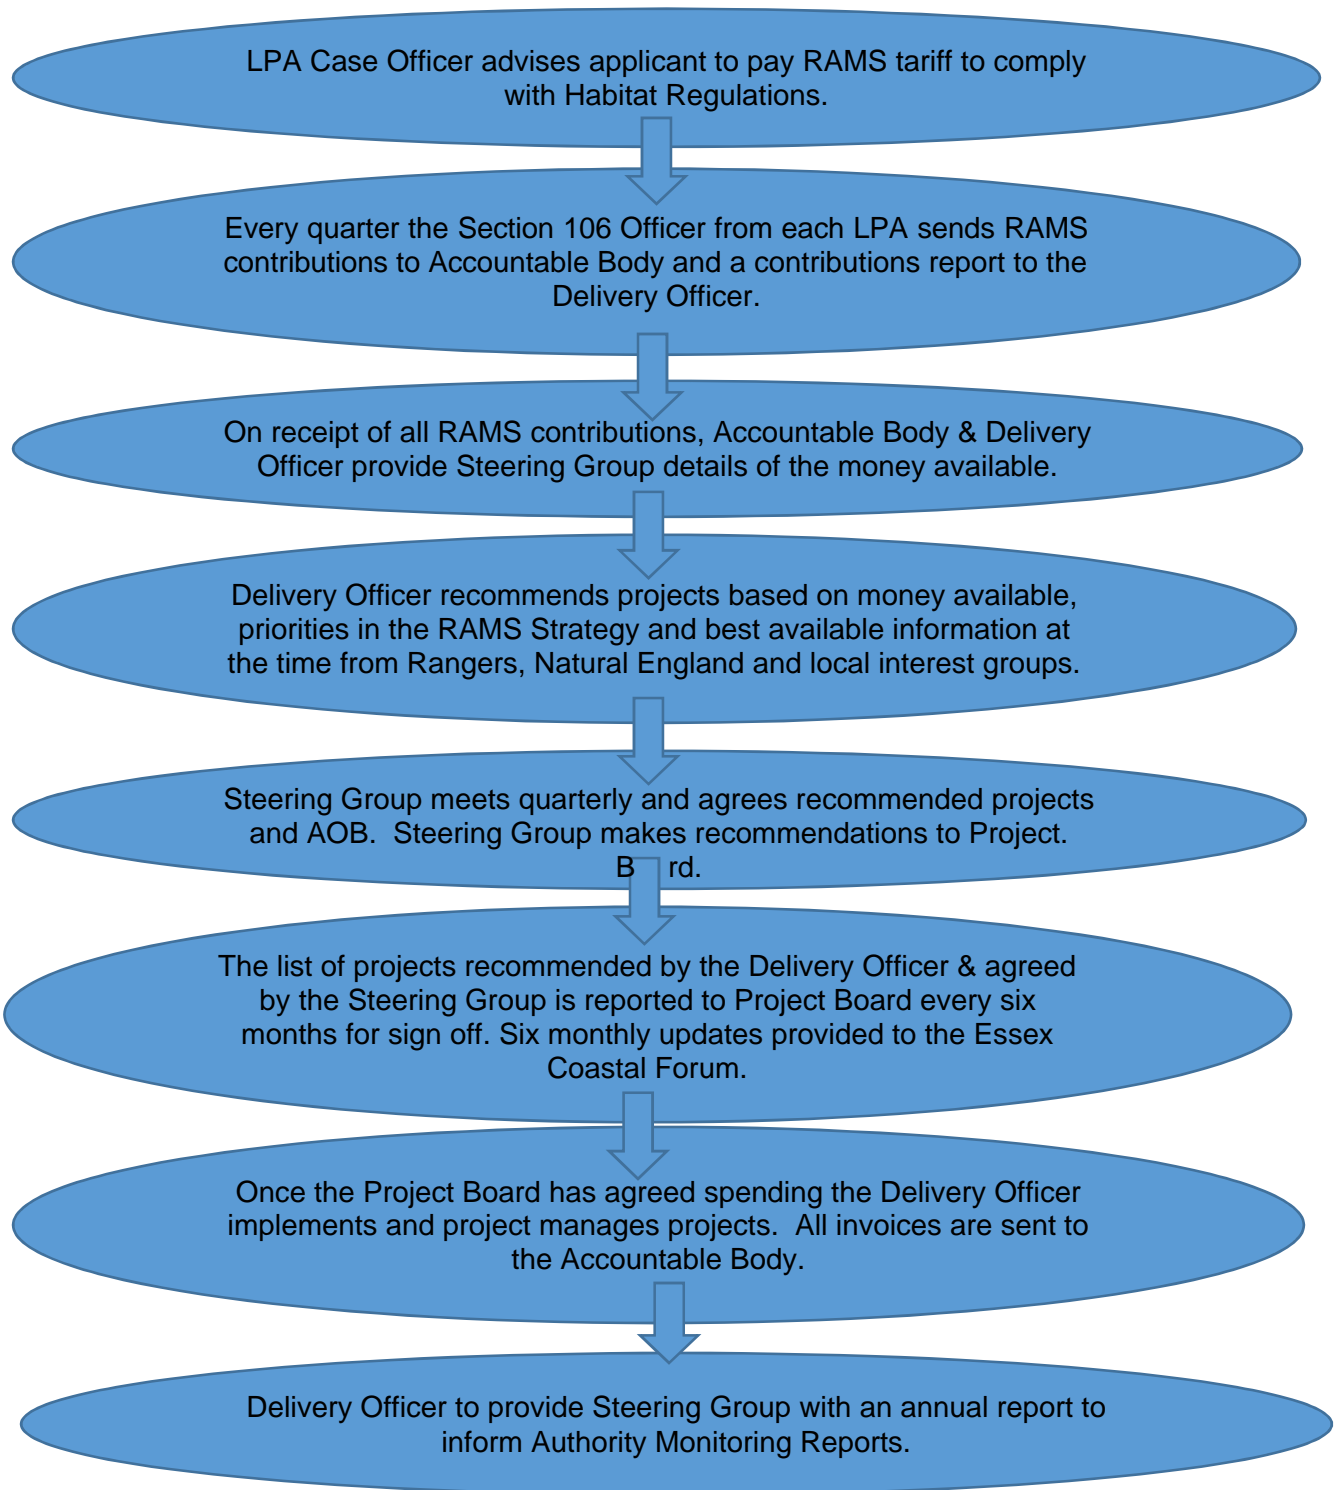 LPA Case Officer advises applicant to pay RAMS tariff to comply
with Habitat Regulations.
Every quarter the Section 106 Officer from each LPA sends RAMS
contributions to Accountable Body and a contributions report to the
Delivery Officer.
On receipt of all RAMS contributions, Accountable Body & Delivery
Officer provide Steering Group details of the money available.
Delivery Officer recommends projects based on money available,
priorities in the RAMS Strategy and best available information at
the time from Rangers, Natural England and local interest groups.
Steering Group meets quarterly and agrees recommended projects
and AOB.  Steering Group makes recommendations to Project.
B rd.
The list of projects recommended by the Delivery Officer & agreed
by the Steering Group is reported to Project Board every six
months for sign off. Six monthly updates provided to the Essex
Coastal Forum.
Once the Project Board has agreed spending the Delivery Officer
implements and project manages projects.  All invoices are sent to
the Accountable Body.
Delivery Officer to provide Steering Group with an annual report to
inform Authority Monitoring Reports.